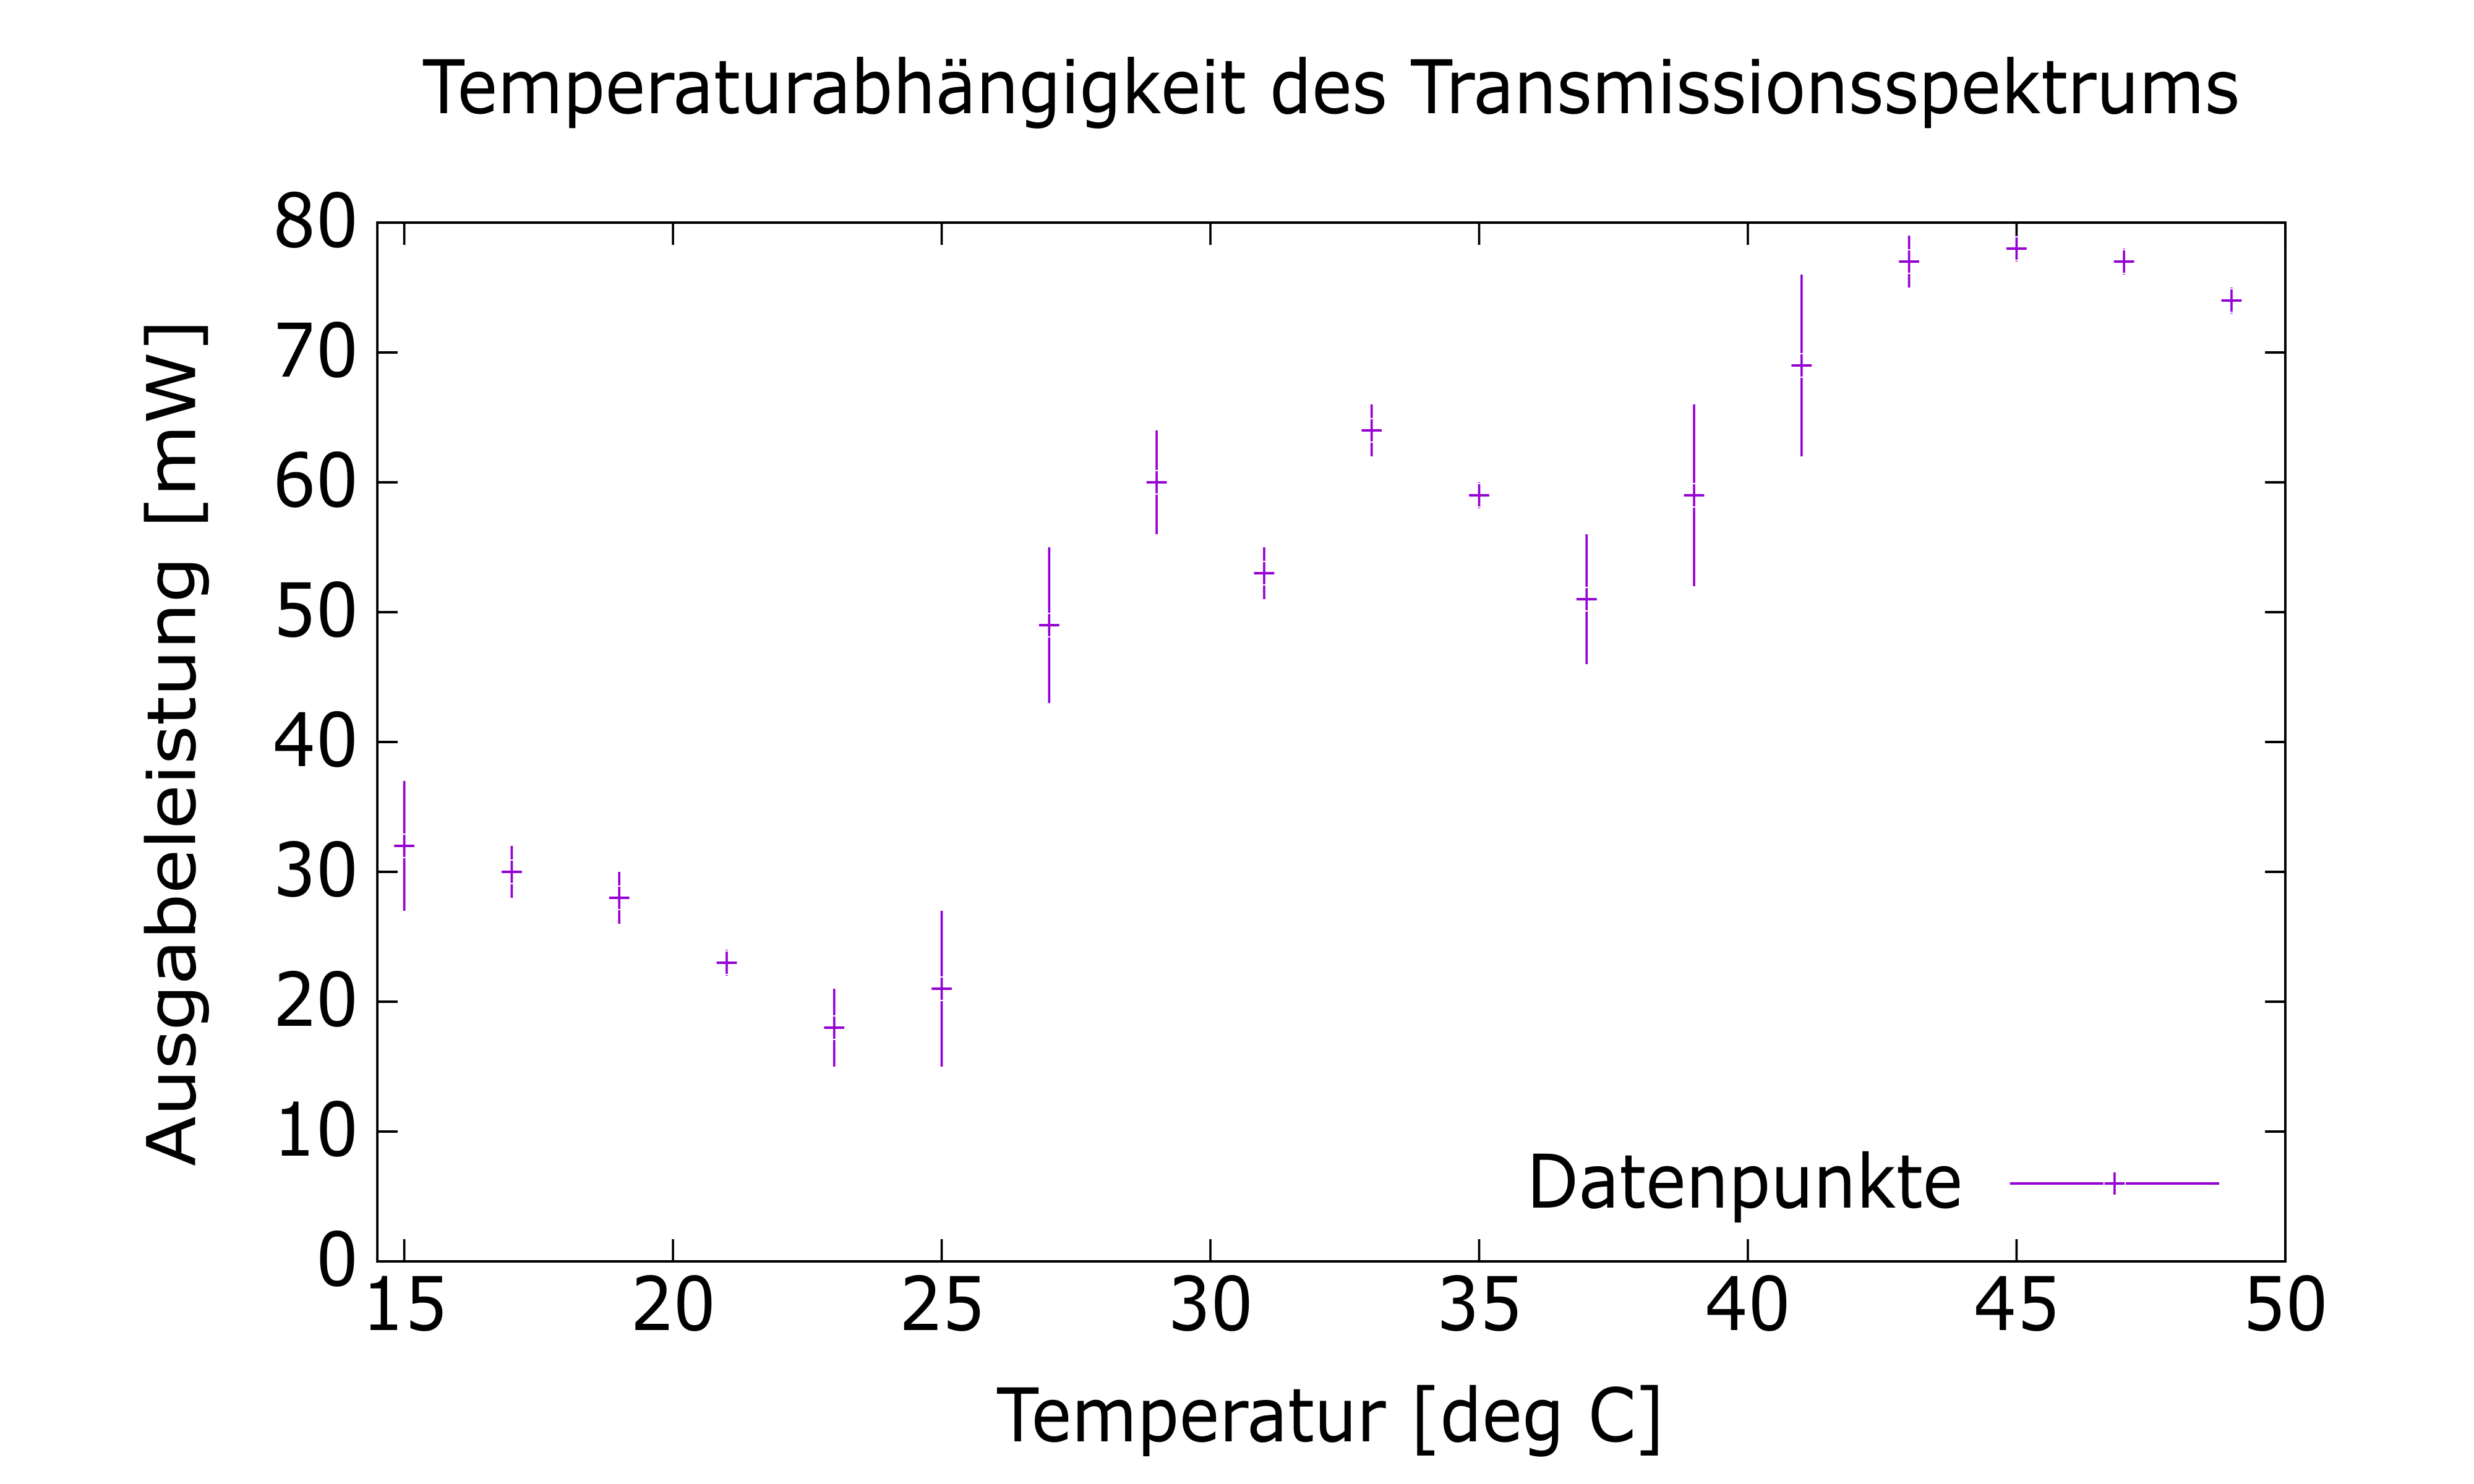 Temperaturabhängigkeit des Transmissionsspektrums
Ausgabeleistung [mW]
80
70
60
50
40
30
20
10
0
Datenpunkte
15 20 25 30 35 40 45 50
Temperatur [deg C]